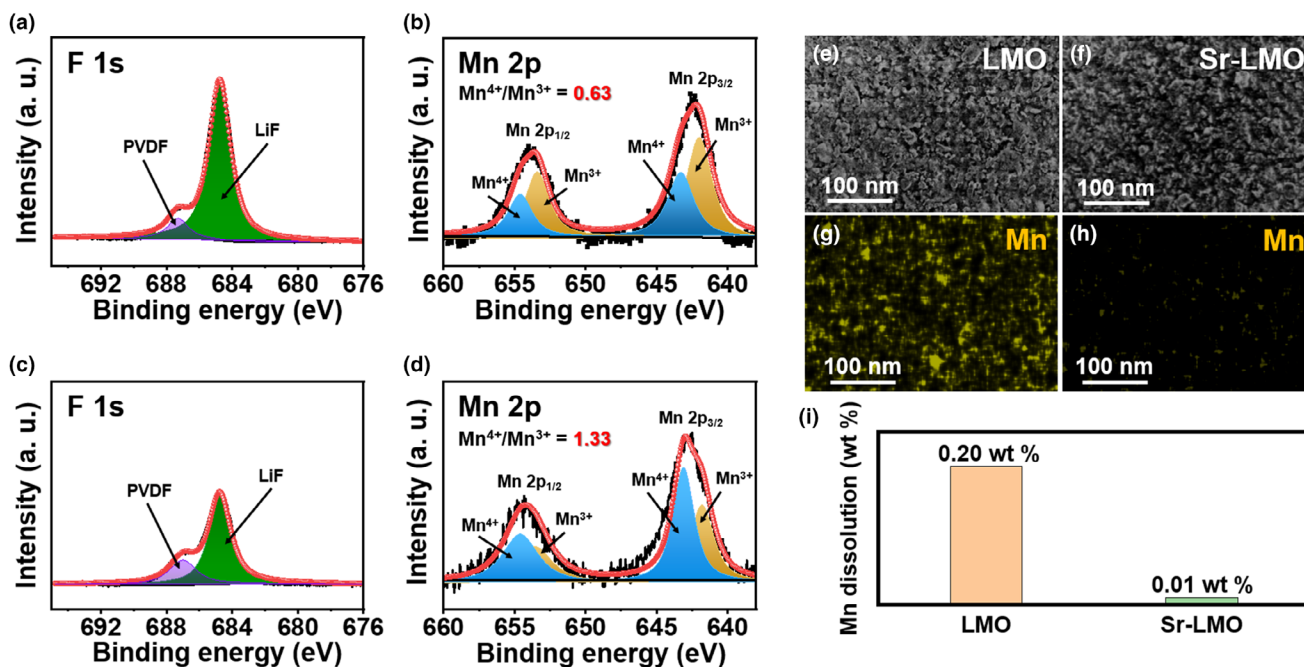 (a)
F 1s
PVDF
LiF
Intensity (a. u.)
692 688 684 680 676
Binding energy (eV)
(b)
Mn 2p
Mn⁴⁺/Mn³⁺ = 0.63
Mn 2p₃/₂
Mn 2p₁/₂
Mn⁴⁺
Mn³⁺
Mn⁴⁺
Mn³⁺
Intensity (a. u.)
660 655 650 645 640
Binding energy (eV)
(e)
LMO
100 nm
(f)
Sr-LMO
100 nm
(g)
Mn
100 nm
(h)
Mn
100 nm
(c)
F 1s
PVDF
LiF
Intensity (a. u.)
692 688 684 680 676
Binding energy (eV)
(d)
Mn 2p
Mn⁴⁺/Mn³⁺ = 1.33
Mn 2p₃/₂
Mn 2p₁/₂
Mn⁴⁺
Mn³⁺
Mn⁴⁺
Mn³⁺
Intensity (a. u.)
660 655 650 645 640
Binding energy (eV)
(i)
Mn dissolution (wt %)
0.20 wt %
0.01 wt %
LMO
Sr-LMO